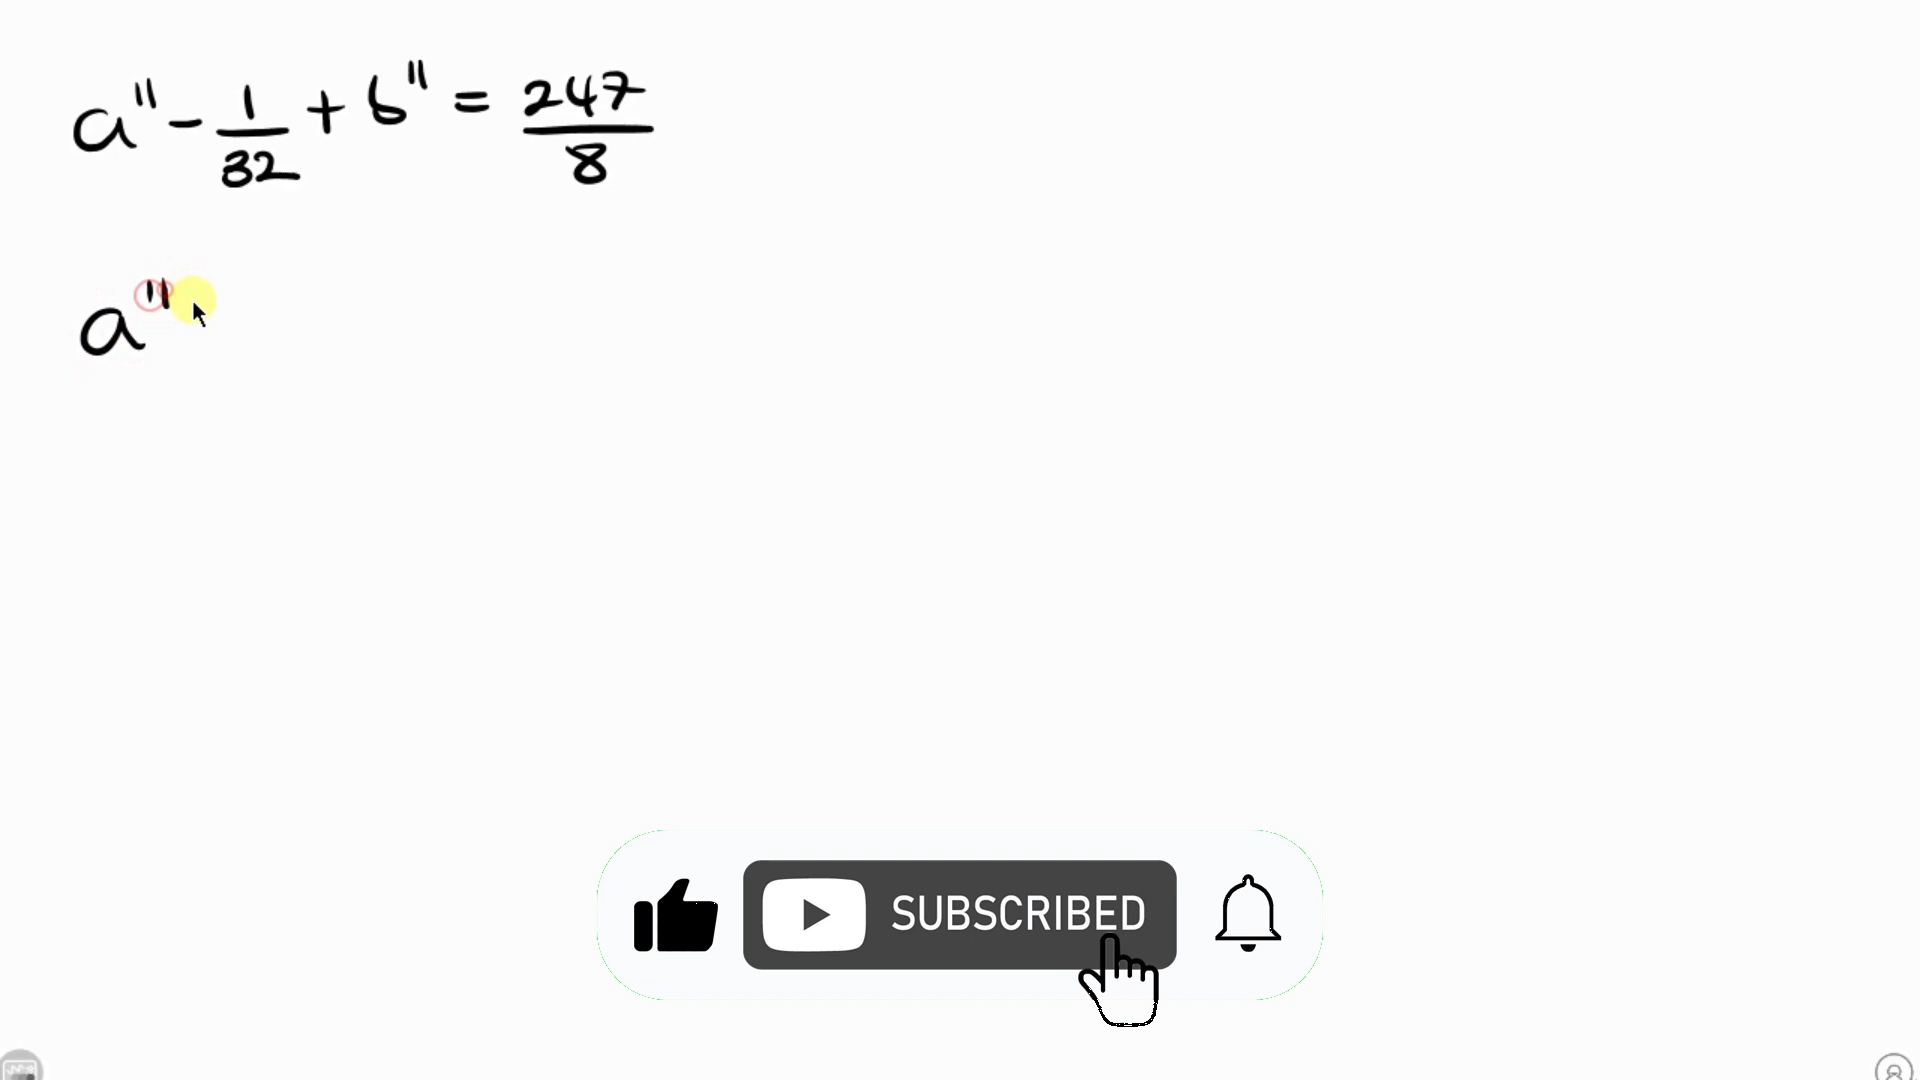 a'' - 1/32 + b'' = 247/8
a''
SUBSCRIBED